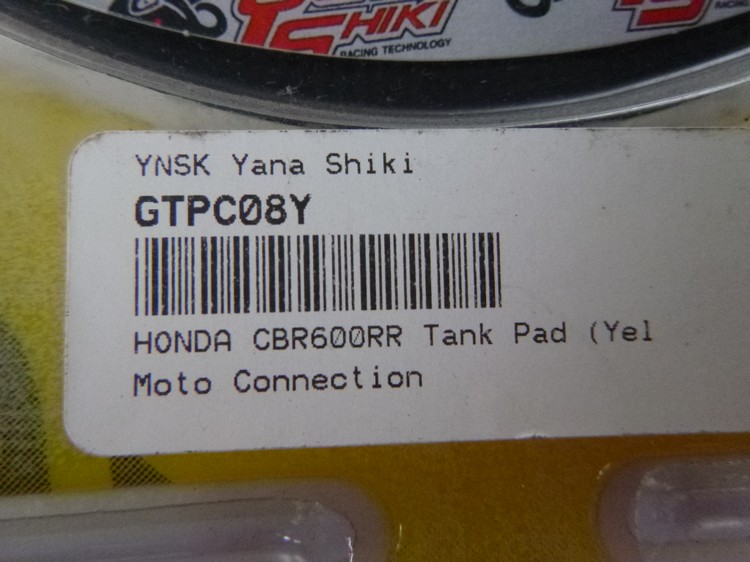 SHIKI
RACING TECHNOLOGY
YNSK Yana Shiki
GTPC08Y
HONDA CBR600RR Tank Pad (Yel
Moto Connection